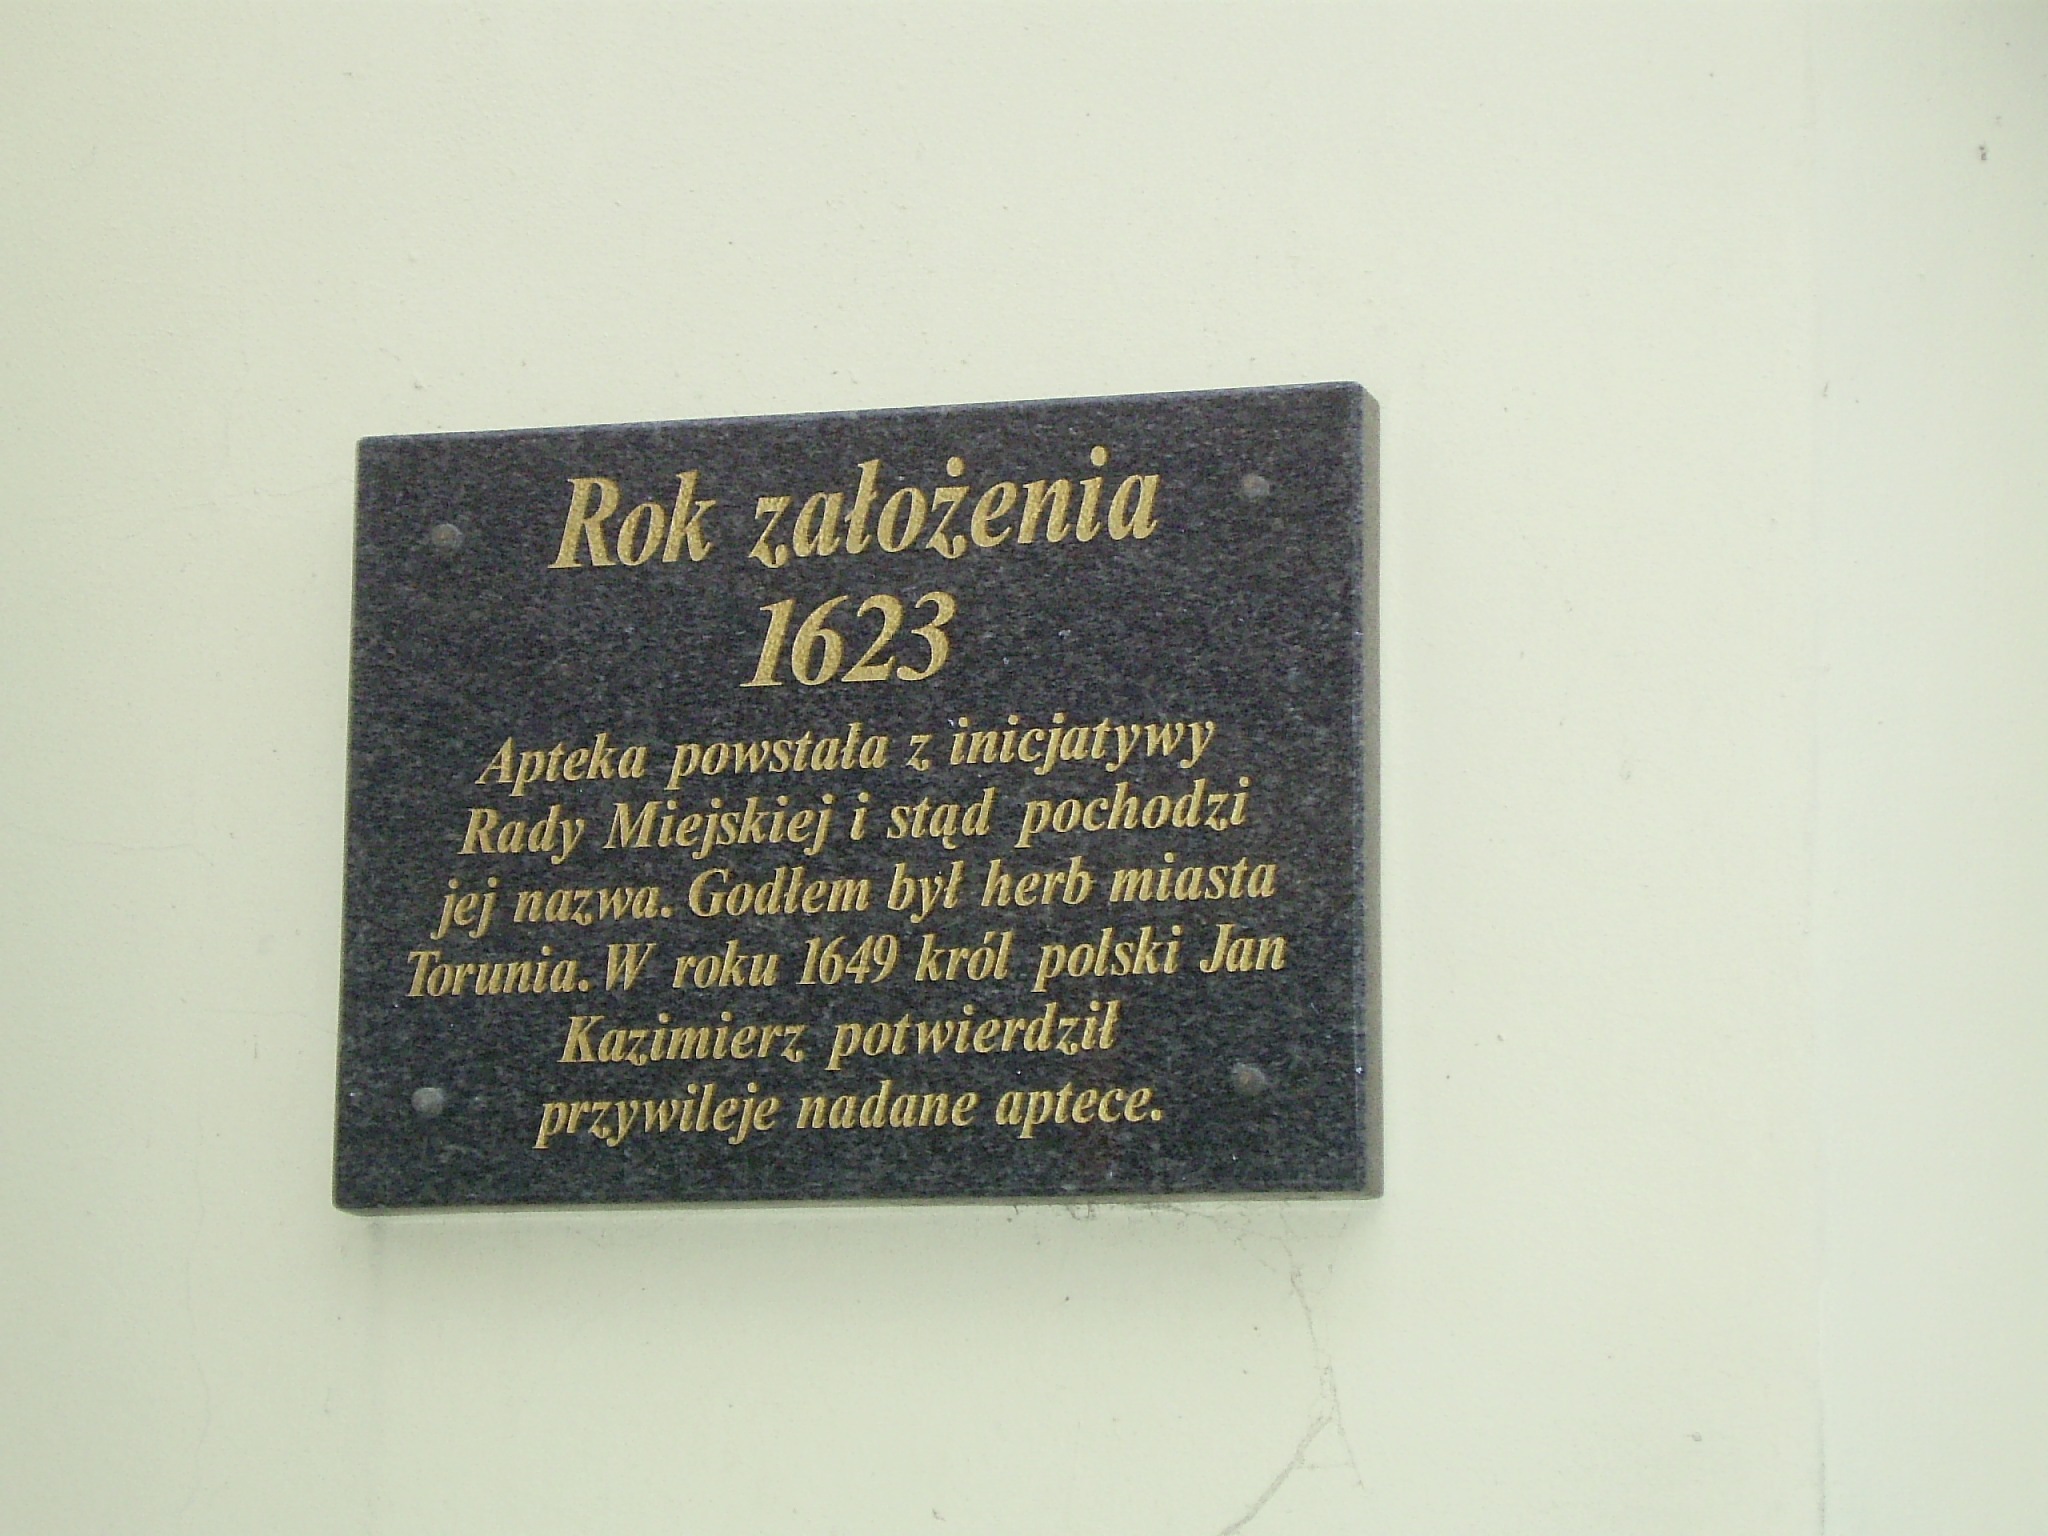 Rok założenia
1623
Apteka powstała z inicjatywy
Rady Miejskiej i stąd pochodzi
jej nazwa. Godłem był herb miasta
Torunia. W roku 1649 król polski Jan
Kazimierz potwierdził
przywileje nadane aptece.